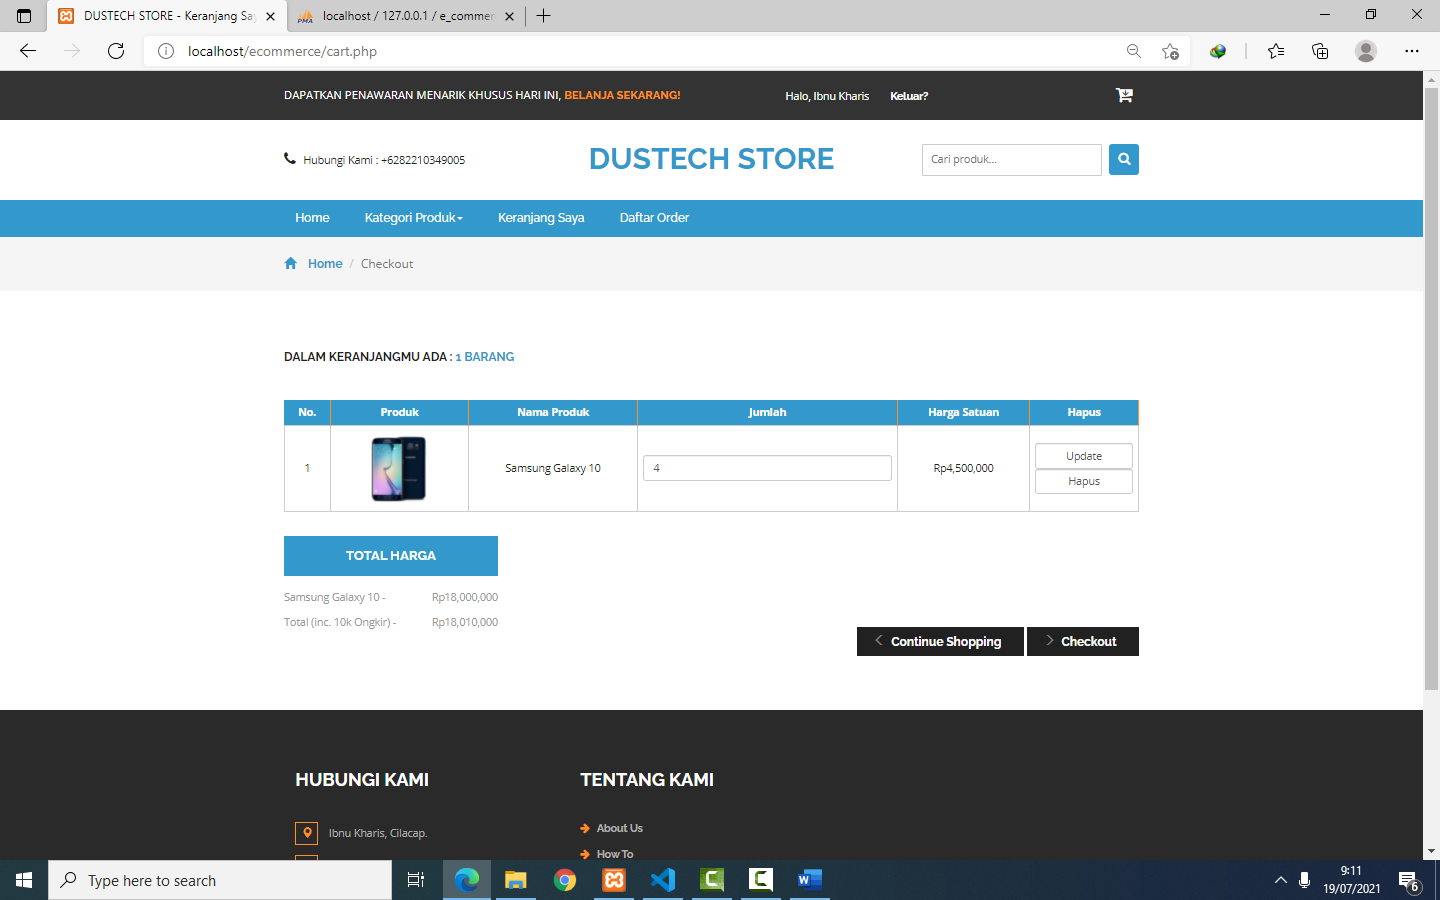 DUSTECH STORE - Keranjang Sa
localhost / 127.0.0.1 / e_commer
localhost/ecommerce/cart.php
DAPATKAN PENAWARAN MENARIK KHUSUS HARI INI, BELANJA SEKARANG!
Halo, Ibnu Kharis
Keluar?
Hubungi Kami : +6282210349005
DUSTECH STORE
Cari produk...
Home
Kategori Produk
Keranjang Saya
Daftar Order
Home / Checkout
DALAM KERANJANGMU ADA : 1 BARANG
No. Produk Nama Produk Jumlah Harga Satuan Hapus
1 Samsung Galaxy 10 4 Rp4,500,000 Update
Hapus
TOTAL HARGA
Samsung Galaxy 10 - Rp18,000,000
Total (inc. 10k Ongkir) - Rp18,010,000
Continue Shopping
Checkout
HUBUNGI KAMI
TENTANG KAMI
Ibnu Kharis, Cilacap.
About Us
How To
Type here to search
9:11
19/07/2021
6